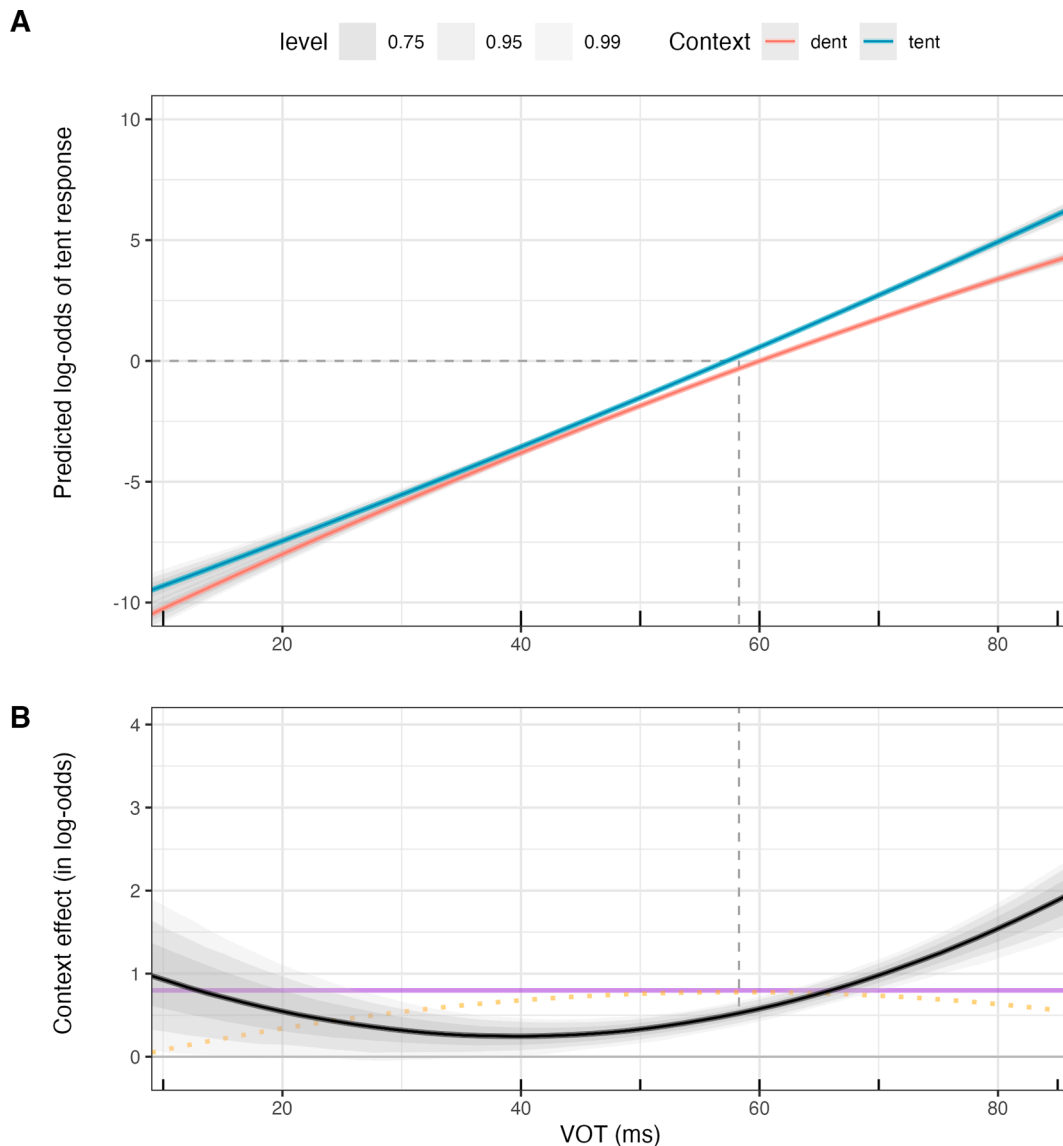 A
level 0.75 0.95 0.99 Context dent tent
Predicted log-odds of tent response
10
5
0
-5
-10
20 40 60 80
B
Context effect (in log-odds)
4
3
2
1
0
20 40 60 80
VOT (ms)